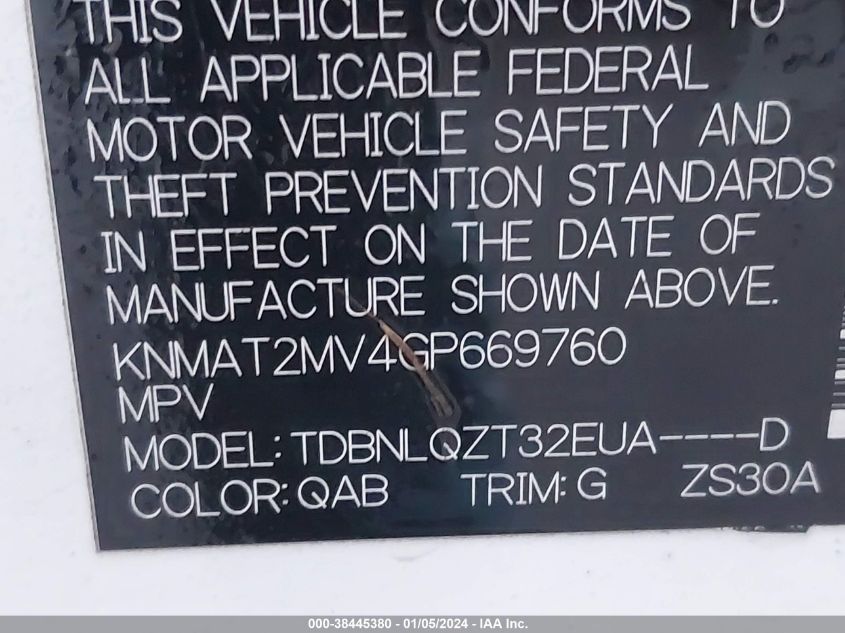 THIS VEHICLE CONFORMS TO
ALL APPLICABLE FEDERAL
MOTOR VEHICLE SAFETY AND
THEFT PREVENTION STANDARDS
IN EFFECT ON THE DATE OF
MANUFACTURE SHOWN ABOVE.
KNMAT2MV4GP669760
MPV
MODEL: TDBNLQZT32EUA----D
COLOR: QAB TRIM: G ZS30A
000-38445380 - 01/05/2024 - IAA Inc.